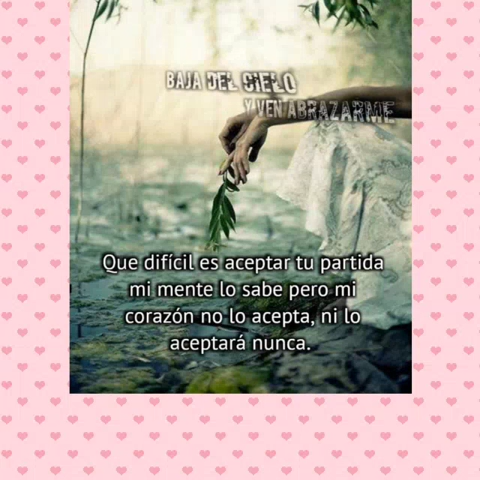 BAJA DEL CIELO
Y VEN ABRAZARME
Que difícil es aceptar tu partida
mi mente lo sabe pero mi
corazón no lo acepta, ni lo
aceptará nunca.